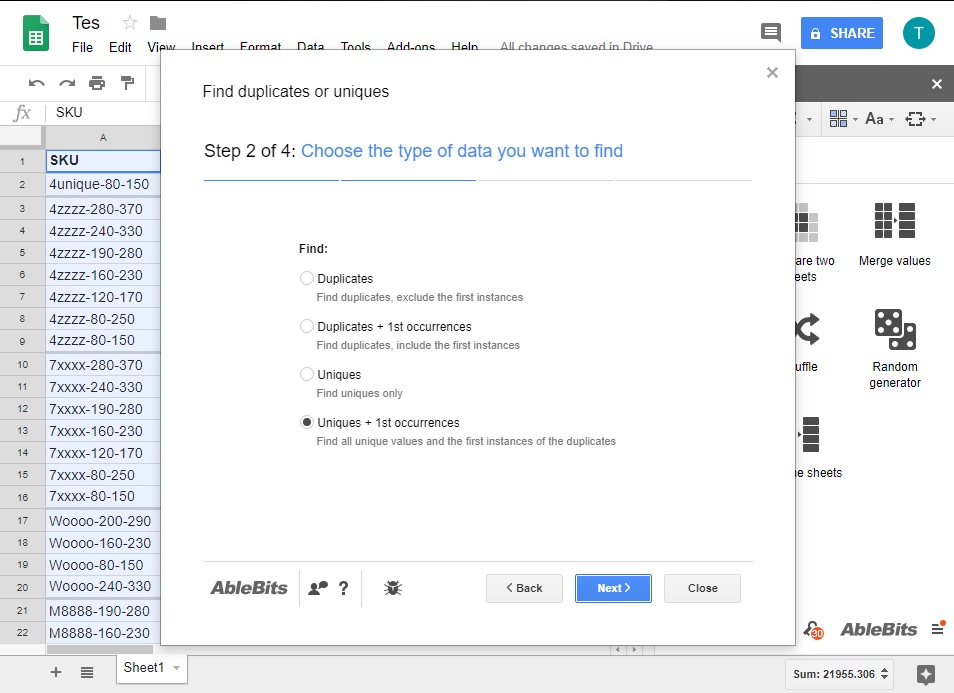 Tes
File Edit View Insert Format Data Tools Add-ons Help All changes saved in Drive
SHARE
T
fx SKU
Aa
A
1 SKU
2 4unique-80-150
3 4zzzz-280-370
4 4zzzz-240-330
5 4zzzz-190-280
6 4zzzz-160-230
7 4zzzz-120-170
8 4zzzz-80-250
9 4zzzz-80-150
10 7xxxx-280-370
11 7xxxx-240-330
12 7xxxx-190-280
13 7xxxx-160-230
14 7xxxx-120-170
15 7xxxx-80-250
16 7xxxx-80-150
17 Woooo-200-290
18 Woooo-160-230
19 Woooo-80-150
20 Woooo-240-330
21 M8888-190-280
22 M8888-160-230
Find duplicates or uniques
Step 2 of 4: Choose the type of data you want to find
Find:
Duplicates
Find duplicates, exclude the first instances
Duplicates + 1st occurrences
Find duplicates, include the first instances
Uniques
Find uniques only
Uniques + 1st occurrences
Find all unique values and the first instances of the duplicates
AbleBits ? < Back Next > Close
are two
eets
Merge values
uffle
Random
generator
e sheets
30 AbleBits
Sheet1
Sum: 21955.306